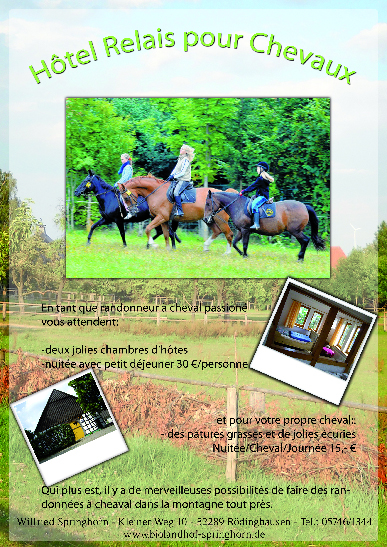 Hôtel Relais pour Chevaux
En tant que randonneur à cheval passioné
vous attendent:
-deux jolies chambres d'hôtes
-nuitée avec petit déjeuner 30 €/personne
et pour votre propre cheval:
- des pâtures grasses et de jolies écuries
Nuitée/Cheval/Journée 15,- €
Qui plus est, il y a de merveilleuses possibilités de faire des ran-
données à cheaval dans la montagne tout près.
Wilfried Springhorn - Kleiner Weg 10 - 32289 Rödinghausen - Tel.: 05746/1344
www.biolandhof-springhorn.de